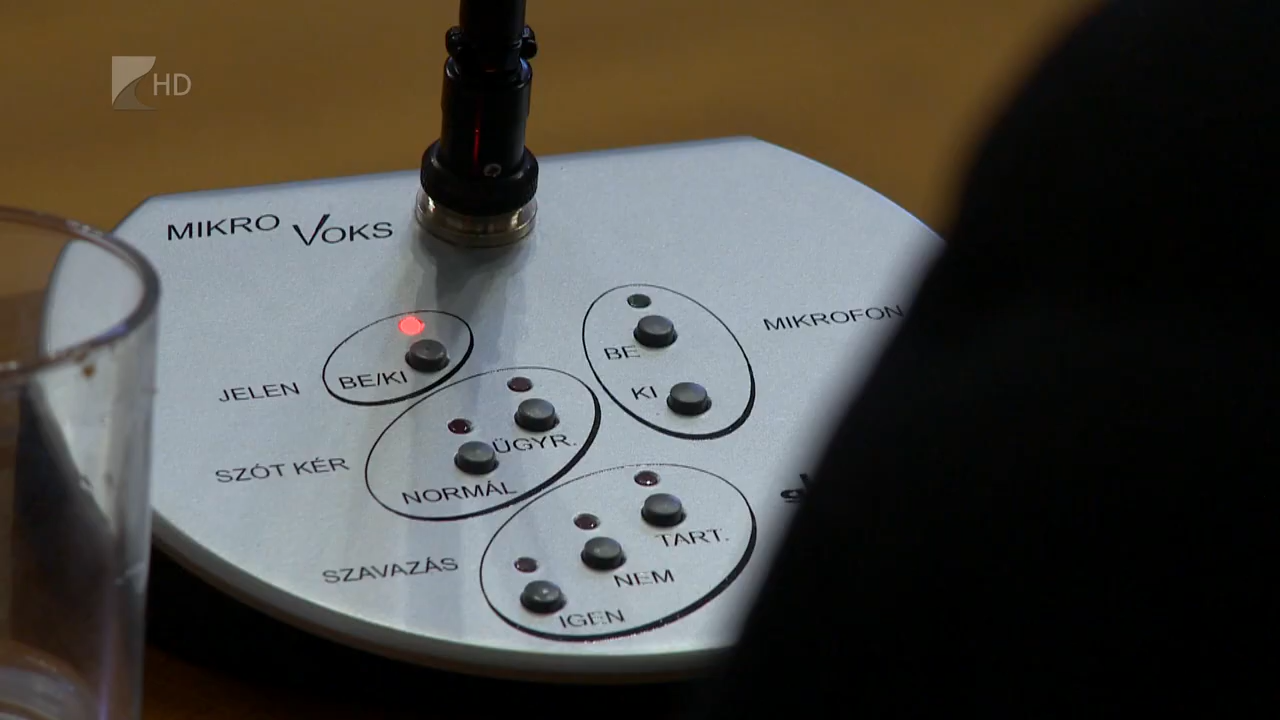 HD
MIKRO VOKS
MIKROFON
BE
KI
JELEN
BE/KI
SZÓT KÉR
ÜGYR.
NORMÁL
SZAVAZÁS
TART.
NEM
IGEN